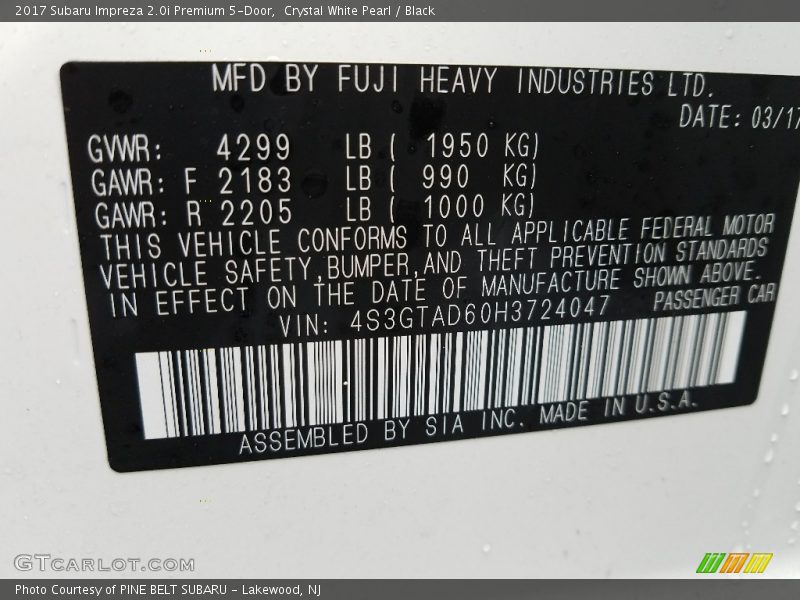 2017 Subaru Impreza 2.0i Premium 5-Door, Crystal White Pearl / Black
MFD BY FUJI HEAVY INDUSTRIES LTD.
DATE: 03/17
GVWR: 4299 LB ( 1950 KG)
GAWR: F 2183 LB ( 990 KG)
GAWR: R 2205 LB ( 1000 KG)
THIS VEHICLE CONFORMS TO ALL APPLICABLE FEDERAL MOTOR
VEHICLE SAFETY,BUMPER,AND THEFT PREVENTION STANDARDS
IN EFFECT ON THE DATE OF MANUFACTURE SHOWN ABOVE.
VIN: 4S3GTAD60H3724047 PASSENGER CAR
ASSEMBLED BY SIA INC. MADE IN U.S.A.
GTCARLOT.COM
Photo Courtesy of PINE BELT SUBARU - Lakewood, NJ